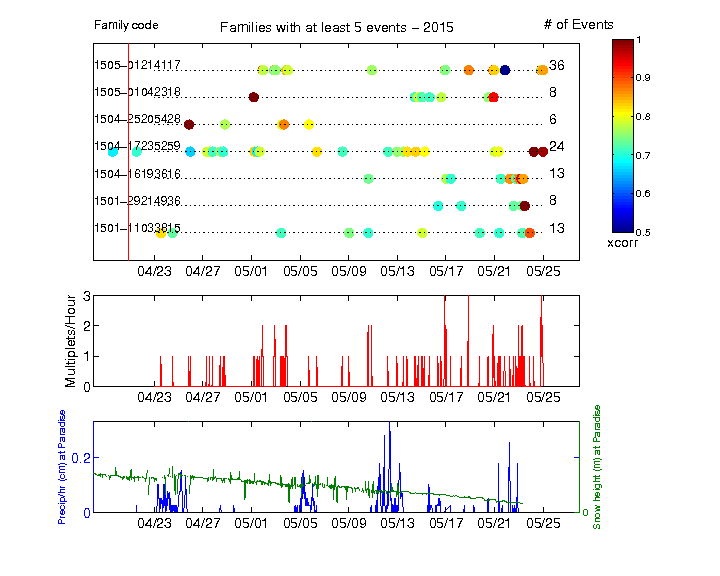 Family code Families with at least 5 events − 2015 # of Events
1505−01214117 36
1505−01042318 8
1504−25205428 6
1504−17235259 24
1504−16193616 13
1501−29214936 8
1501−11033815 13
04/23 04/27 05/01 05/05 05/09 05/13 05/17 05/21 05/25
1
0.9
0.8
0.7
0.6
0.5
xcorr
Multiplets/Hour
3
2
1
0
04/23 04/27 05/01 05/05 05/09 05/13 05/17 05/21 05/25
Precip/hr (cm) at Paradise
0.2
0
0
Snow height (m) at Paradise
04/23 04/27 05/01 05/05 05/09 05/13 05/17 05/21 05/25